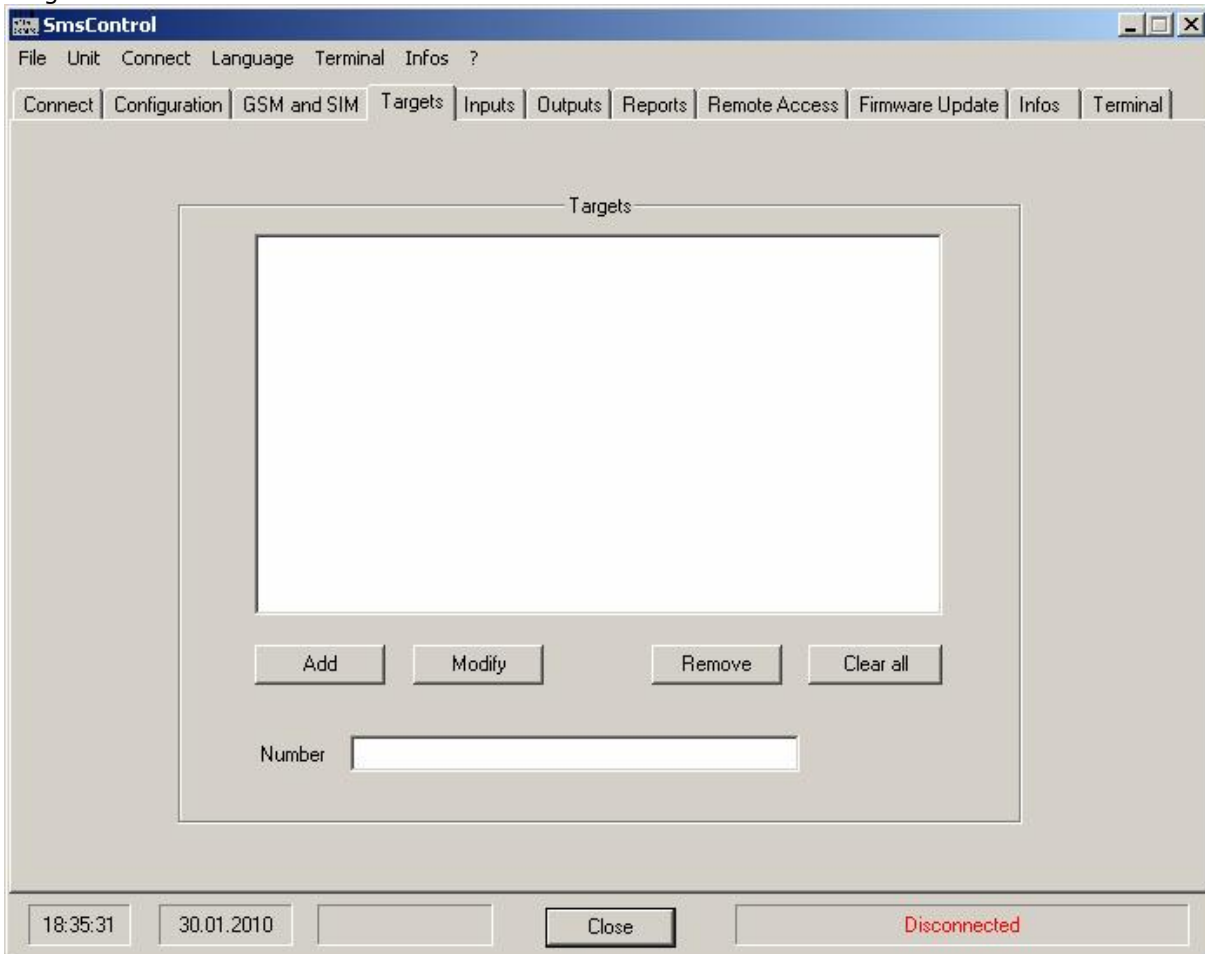 SmsControl
File Unit Connect Language Terminal Infos ?
Connect Configuration GSM and SIM Targets Inputs Outputs Reports Remote Access Firmware Update Infos Terminal
Targets
Add Modify Remove Clear all
Number
18:35:31 30.01.2010 Close Disconnected